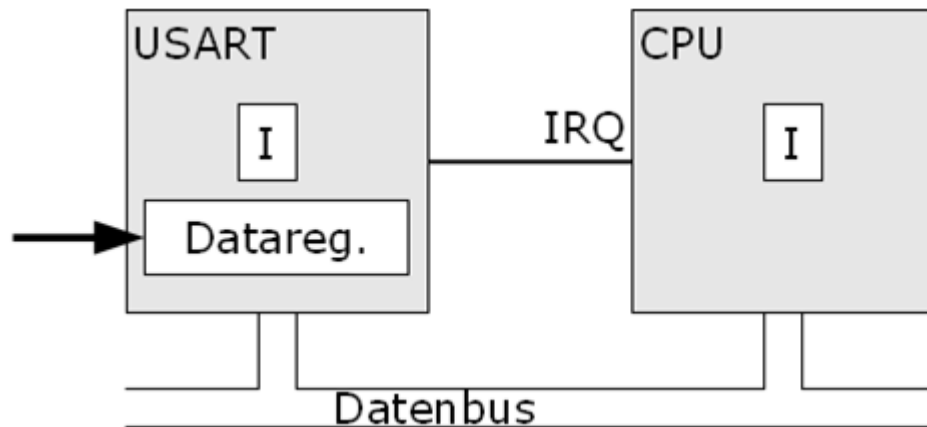 USART
CPU
IRQ
I
I
Datareg.
Datenbus